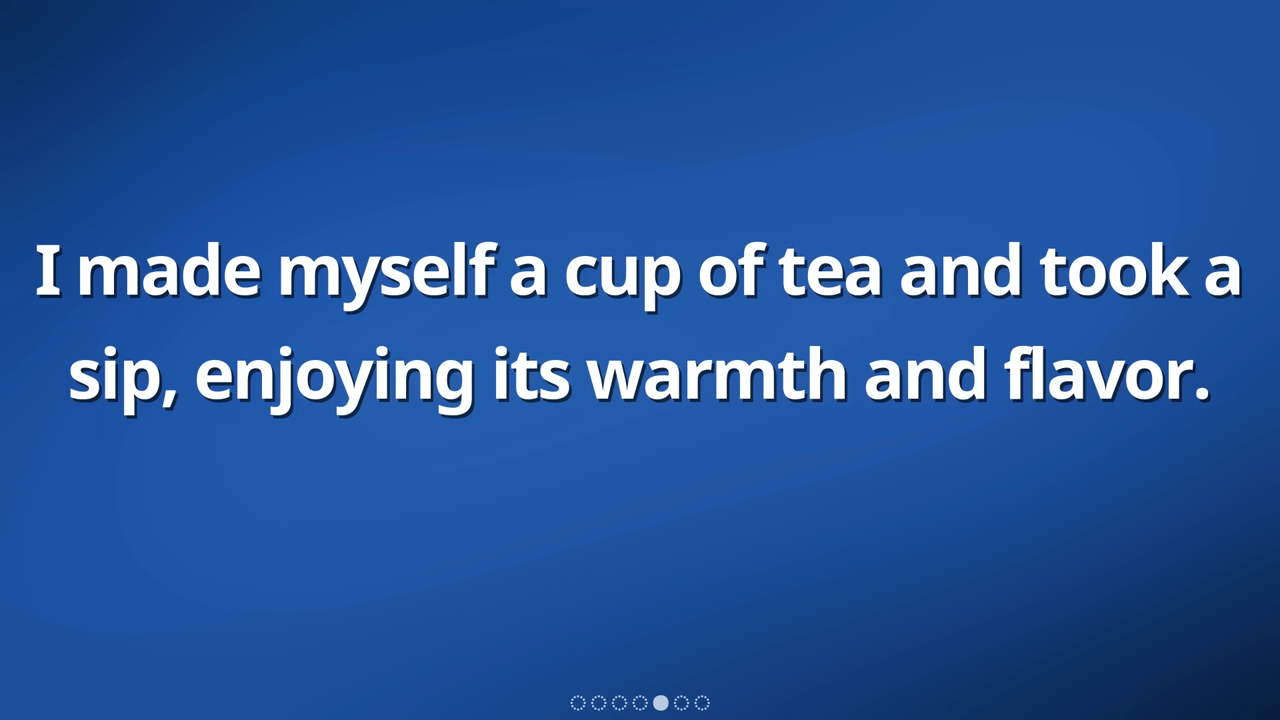 I made myself a cup of tea and took a
sip, enjoying its warmth and flavor.